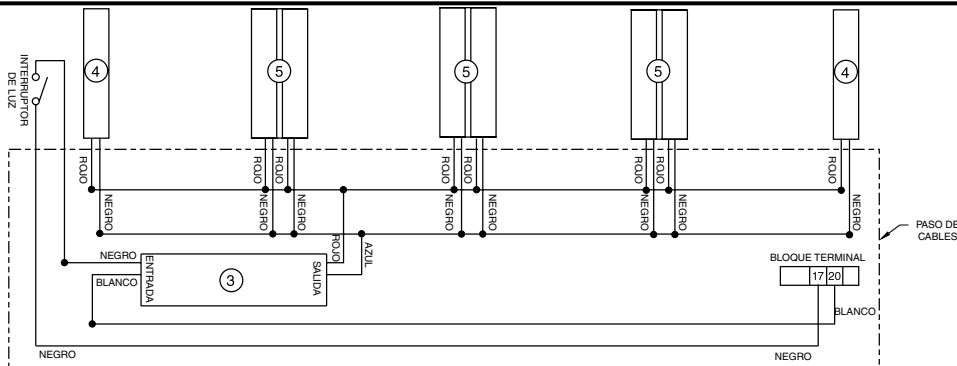 INTERRUPTOR
DE LUZ
4
5
5
5
4
ROJO
ROJO
ROJO
ROJO
ROJO
ROJO
ROJO
ROJO
NEGRO
NEGRO
NEGRO
NEGRO
NEGRO
NEGRO
NEGRO
NEGRO
ROJO
AZUL
PASO DE
CABLES
NEGRO
BLANCO
ENTRADA
3
SALIDA
BLOQUE TERMINAL
17 20
BLANCO
NEGRO
NEGRO